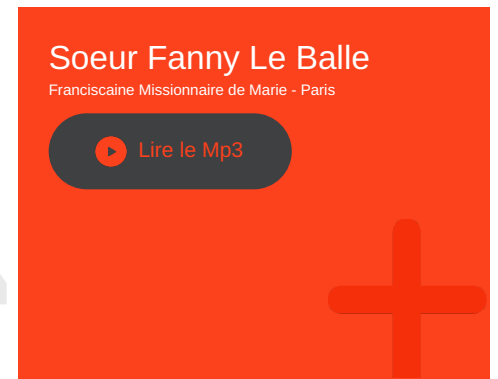 Soeur Fanny Le Balle
Franciscaine Missionnaire de Marie - Paris
Lire le Mp3